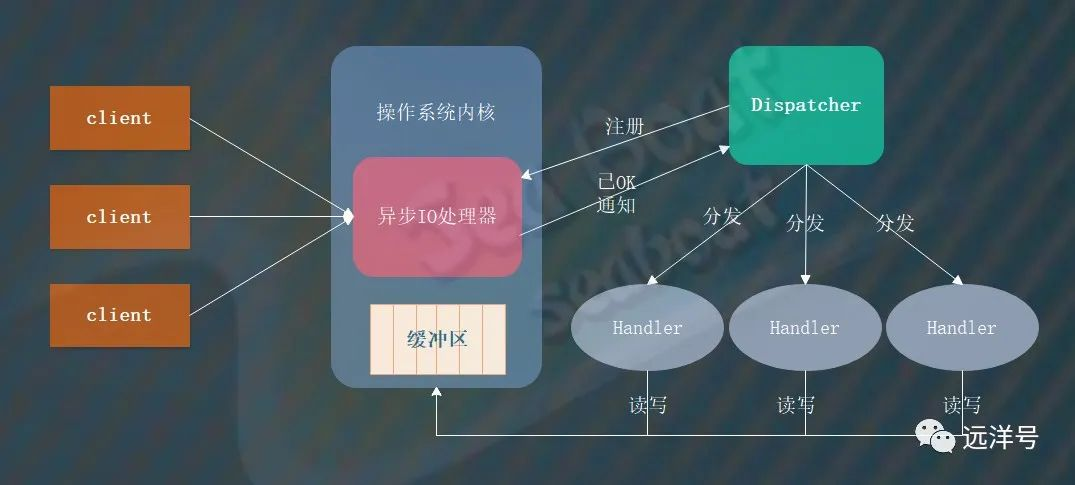 client
client
client
操作系统内核
异步IO处理器
缓冲区
注册
已OK
通知
Dispatcher
分发
分发
分发
Handler
Handler
Handler
读写
读写
读写
远洋号
seaboat